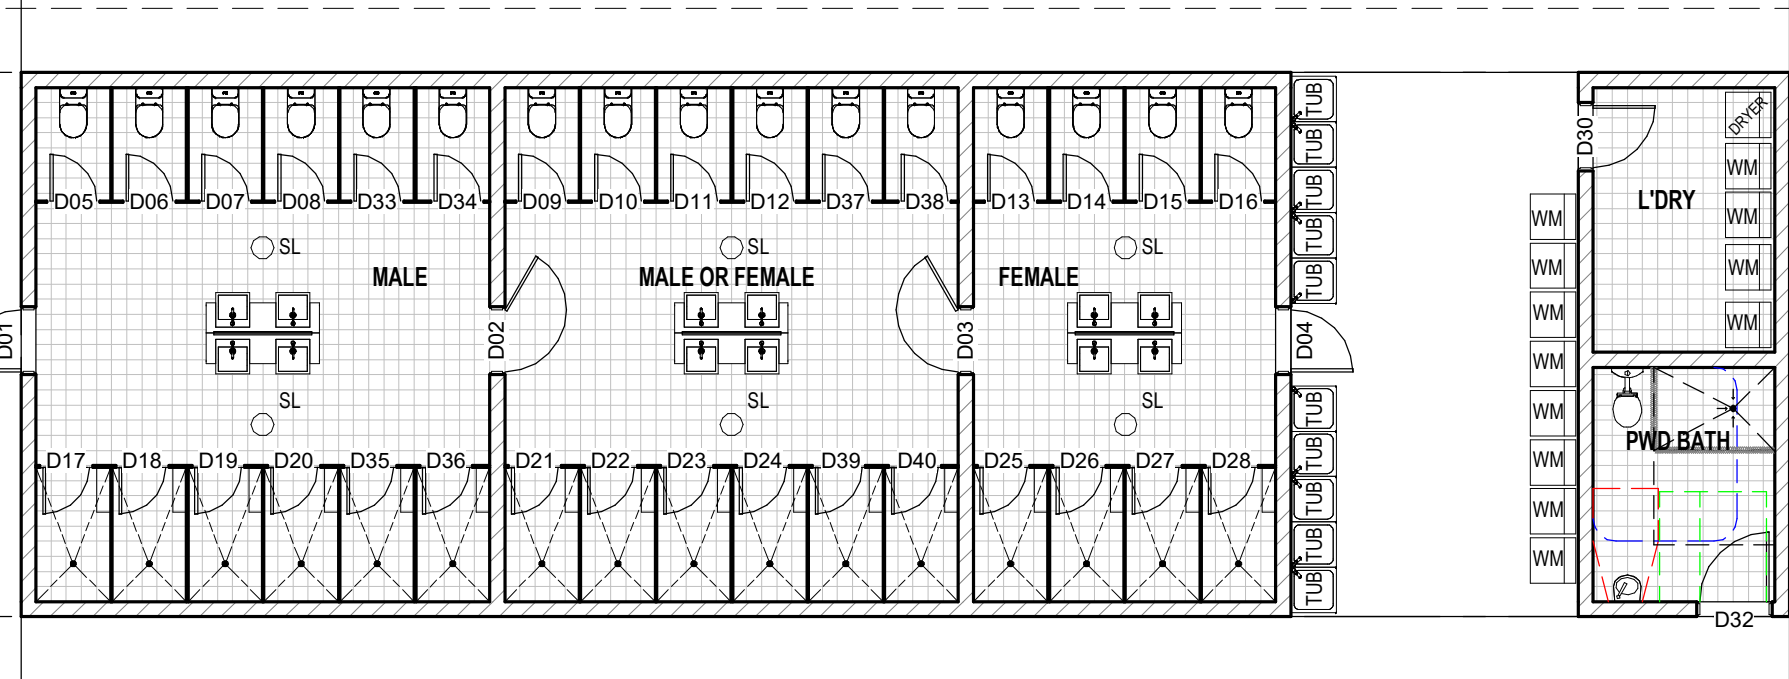 TUB
TUB
TUB
TUB
TUB
DRYER
D30
WM
L'DRY
WM
WM
WM
D05
D06
D07
D08
D33
D34
D09
D10
D11
D12
D37
D38
D13
D14
D15
D16
WM
WM
WM
WM
WM
WM
WM
WM
SL
SL
SL
MALE
MALE OR FEMALE
FEMALE
D01
D02
D03
D04
SL
SL
SL
TUB
TUB
TUB
TUB
TUB
PWD BATH
D17
D18
D19
D20
D35
D36
D21
D22
D23
D24
D39
D40
D25
D26
D27
D28
D32